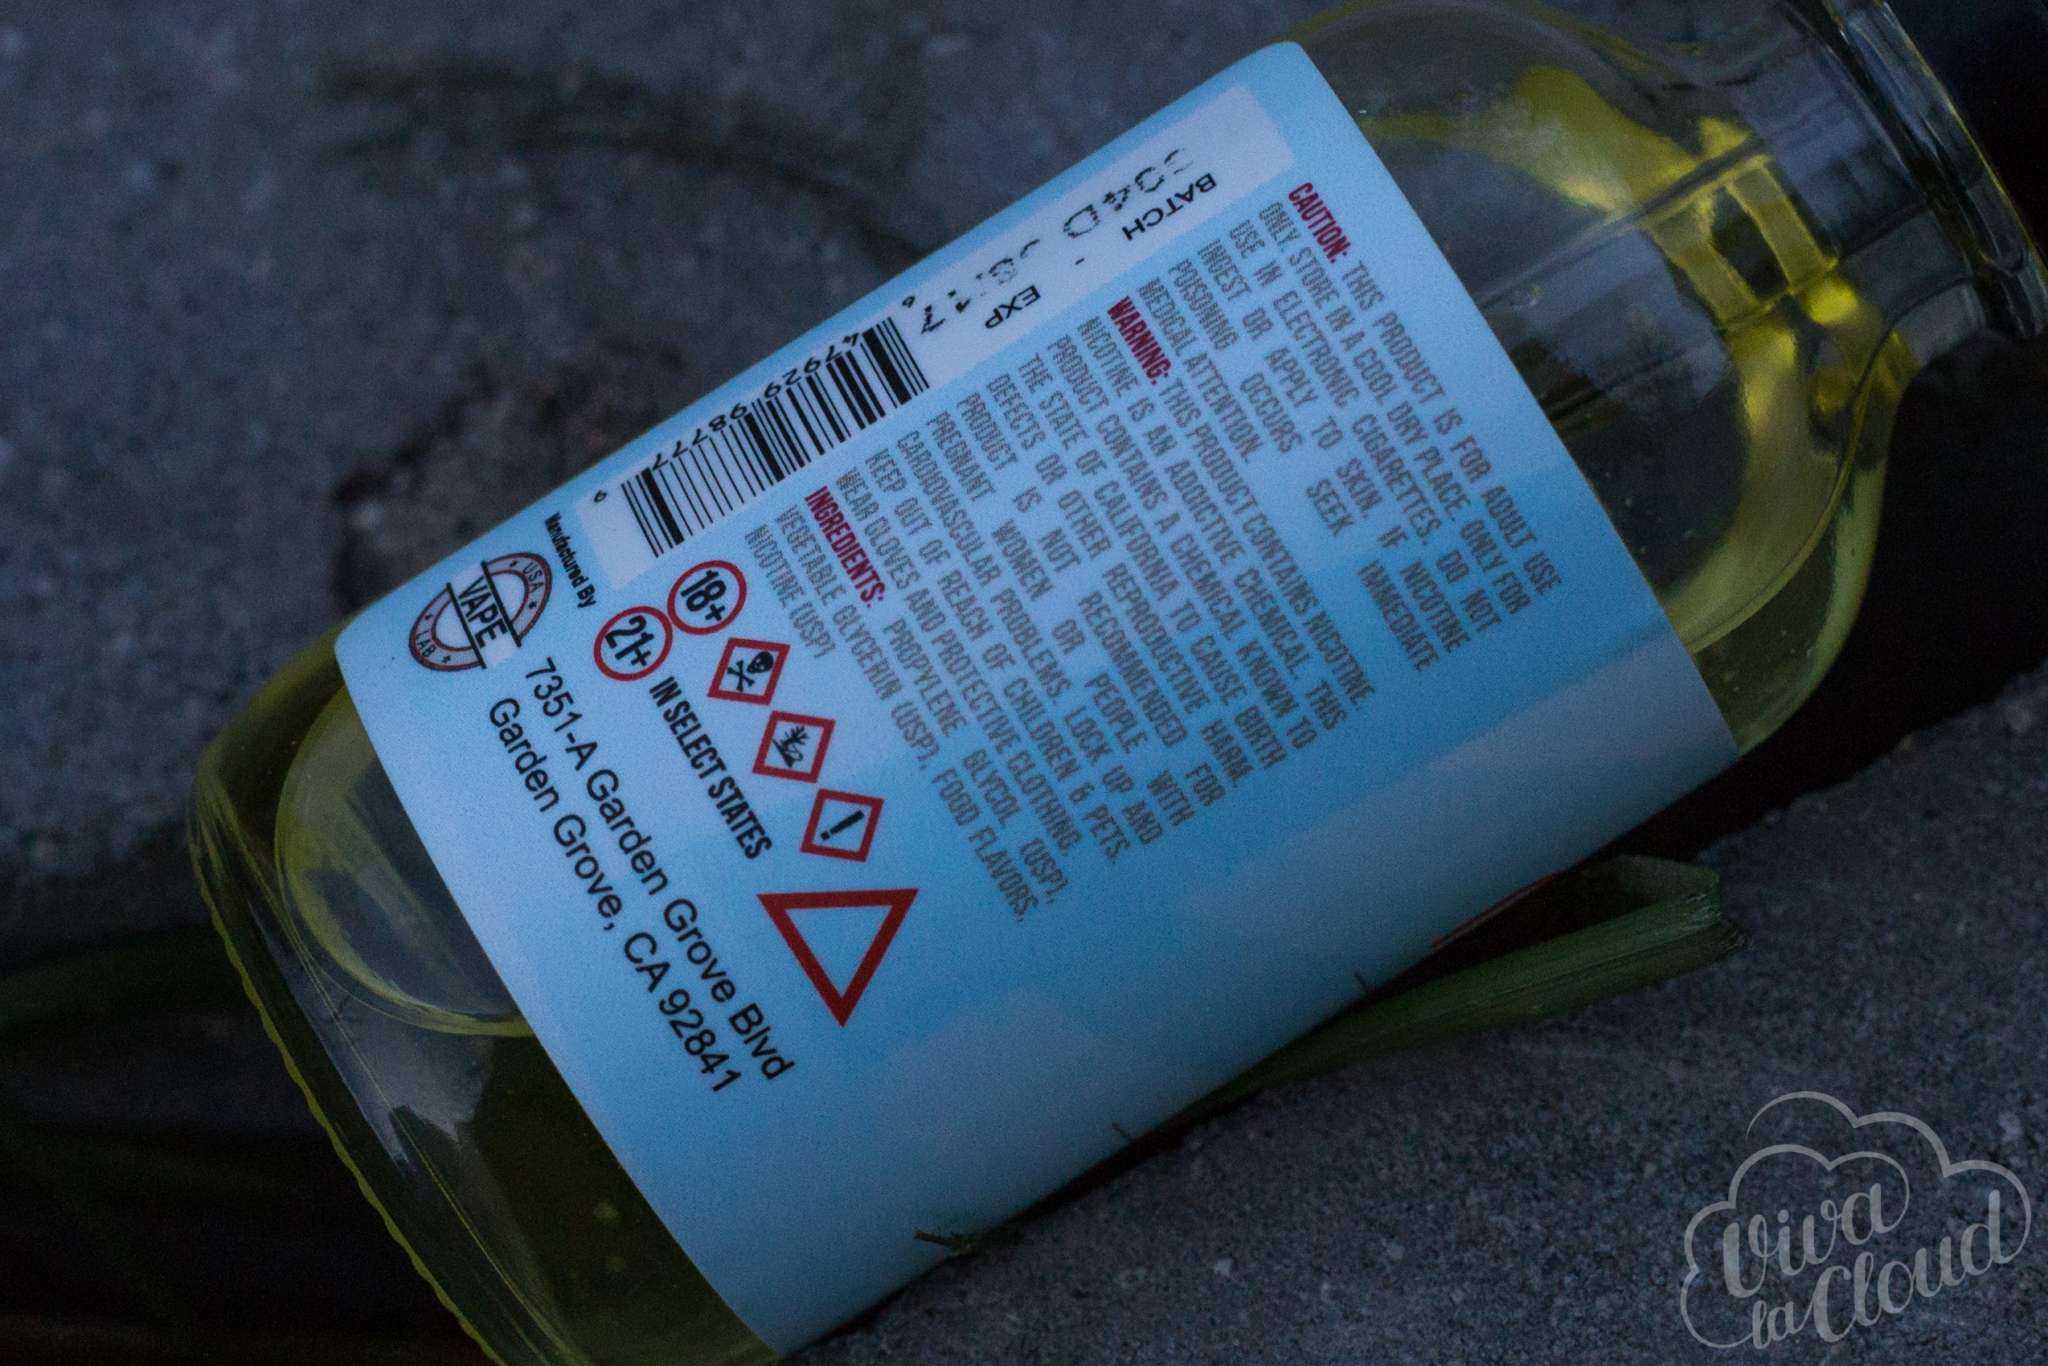 CAUTION: THIS PRODUCT IS FOR ADULT USE
ONLY STORE IN A COOL DRY PLACE. ONLY FOR
USE IN ELECTRONIC CIGARETTES. DO NOT
INGEST OR APPLY TO SKIN. IF NICOTINE
POISONING OCCURS SEEK IMMEDIATE
MEDICAL ATTENTION.
WARNING: THIS PRODUCT CONTAINS NICOTINE.
NICOTINE IS AN ADDICTIVE CHEMICAL. THIS
PRODUCT CONTAINS A CHEMICAL KNOWN TO
THE STATE OF CALIFORNIA TO CAUSE BIRTH
DEFECTS OR OTHER REPRODUCTIVE HARM.
PRODUCT IS NOT RECOMMENDED FOR
PREGNANT WOMEN OR PEOPLE WITH
CARDIOVASCULAR PROBLEMS. LOCK UP AND
KEEP OUT OF REACH OF CHILDREN & PETS.
WEAR GLOVES AND PROTECTIVE CLOTHING.
INGREDIENTS: PROPYLENE GLYCOL (USP),
VEGETABLE GLYCERIN (USP), FOOD FLAVORS,
NICOTINE (USP)
BATCH
EXP
47929 98777
18+
21+ IN SELECT STATES
Manufactured By
USA
VAPE
LAB
7351-A Garden Grove Blvd
Garden Grove, CA 92841
Viva
la Cloud